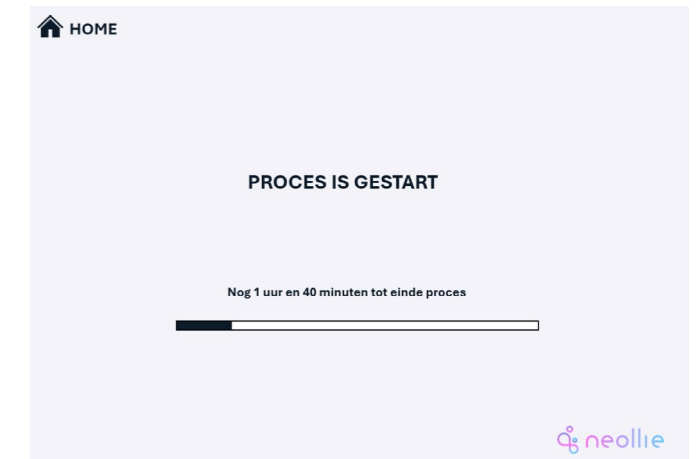 HOME
PROCES IS GESTART
Nog 1 uur en 40 minuten tot einde proces
neollie